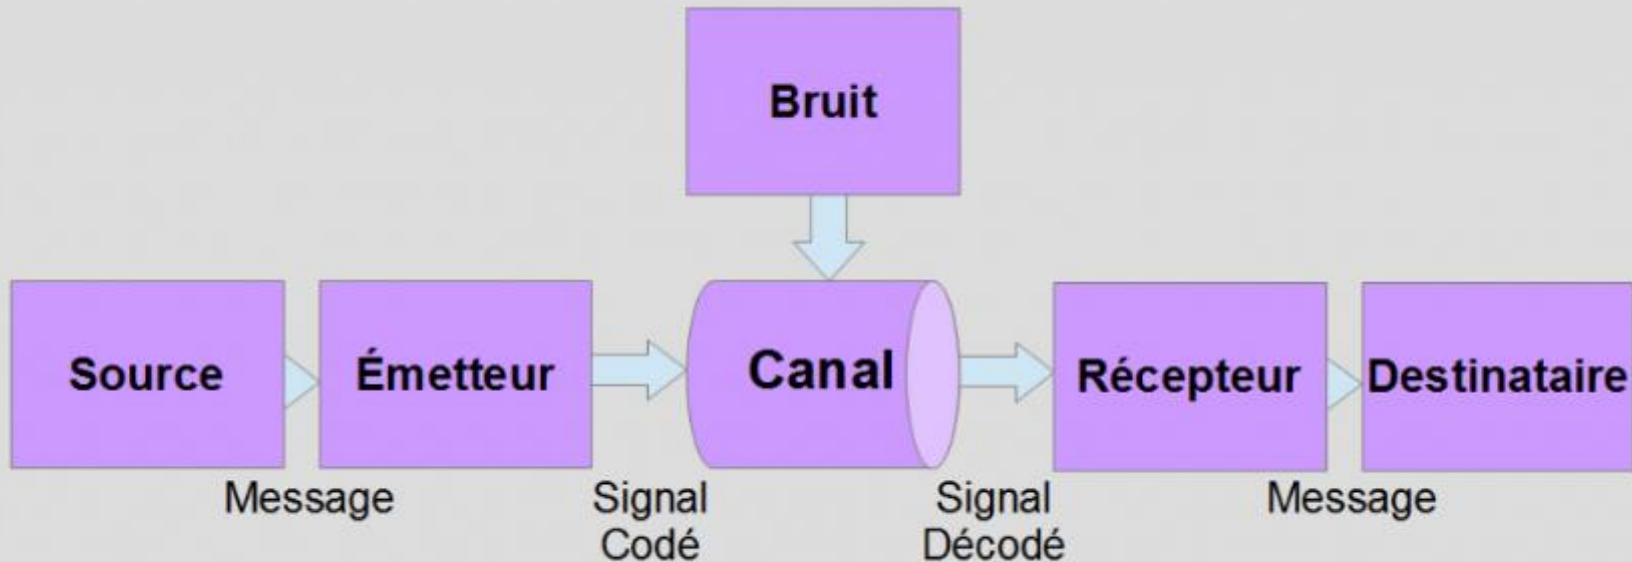 Bruit
Source
Émetteur
Canal
Récepteur
Destinataire
Message
Signal
Codé
Signal
Décodé
Message